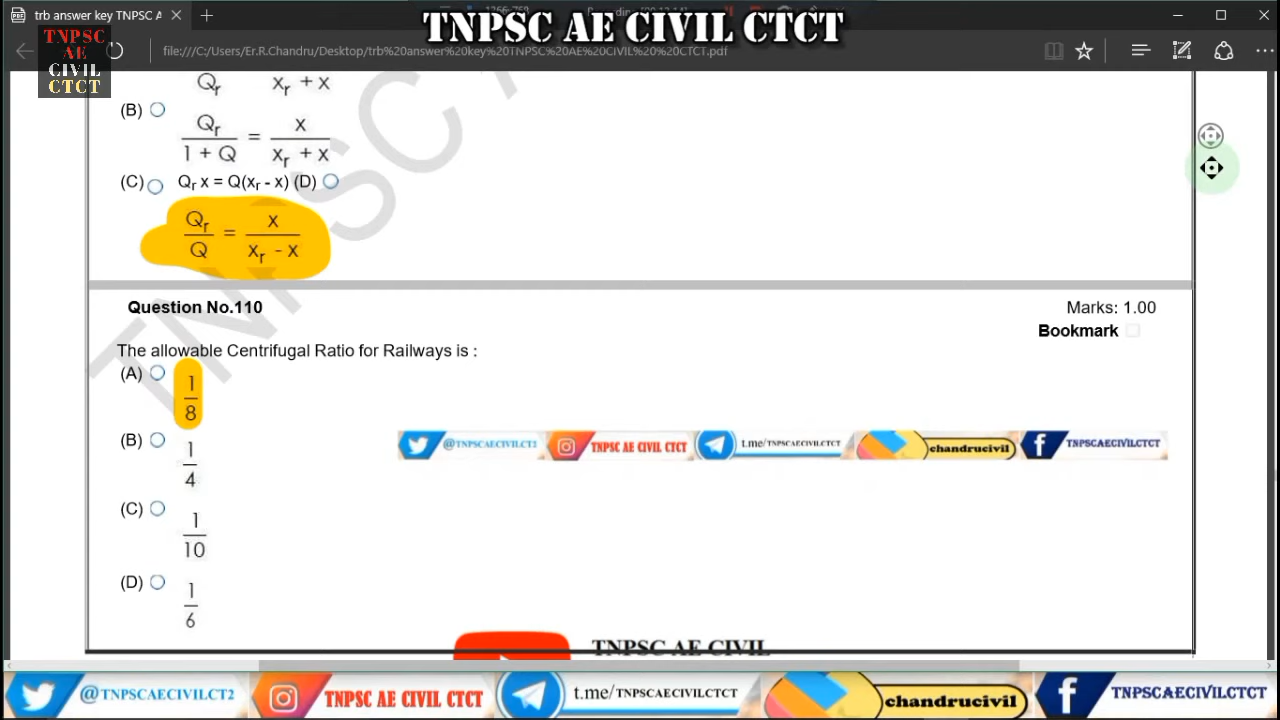 trb answer key TNPSC A
TNPSC AE CIVIL CTCT
TNPSC
AE
CIVIL
CTCT
file:///C:/Users/Er.R.Chandru/Desktop/trb%20answer%20key%20TNPSC%20AE%20CIVIL%20%20CTCT.pdf
Qr xr + x
(B)
Qr x
= 
1 + Q xr + x
(C) Qr x = Q(xr - x) (D)
Qr x
=
Q xr - x
Question No.110 Marks: 1.00
Bookmark
The allowable Centrifugal Ratio for Railways is :
(A) 1
8
(B) 1
4
(C) 1
10
(D) 1
6
@TNPSCAECIVILCT2 TNPSC AE CIVIL CTCT t.me/TNPSCAECIVILCTCT chandrucivil TNPSCAECIVILCTCT
TNPSC AE CIVIL
@TNPSCAECIVILCT2 TNPSC AE CIVIL CTCT t.me/TNPSCAECIVILCTCT chandrucivil TNPSCAECIVILCTCT
TNPSC A